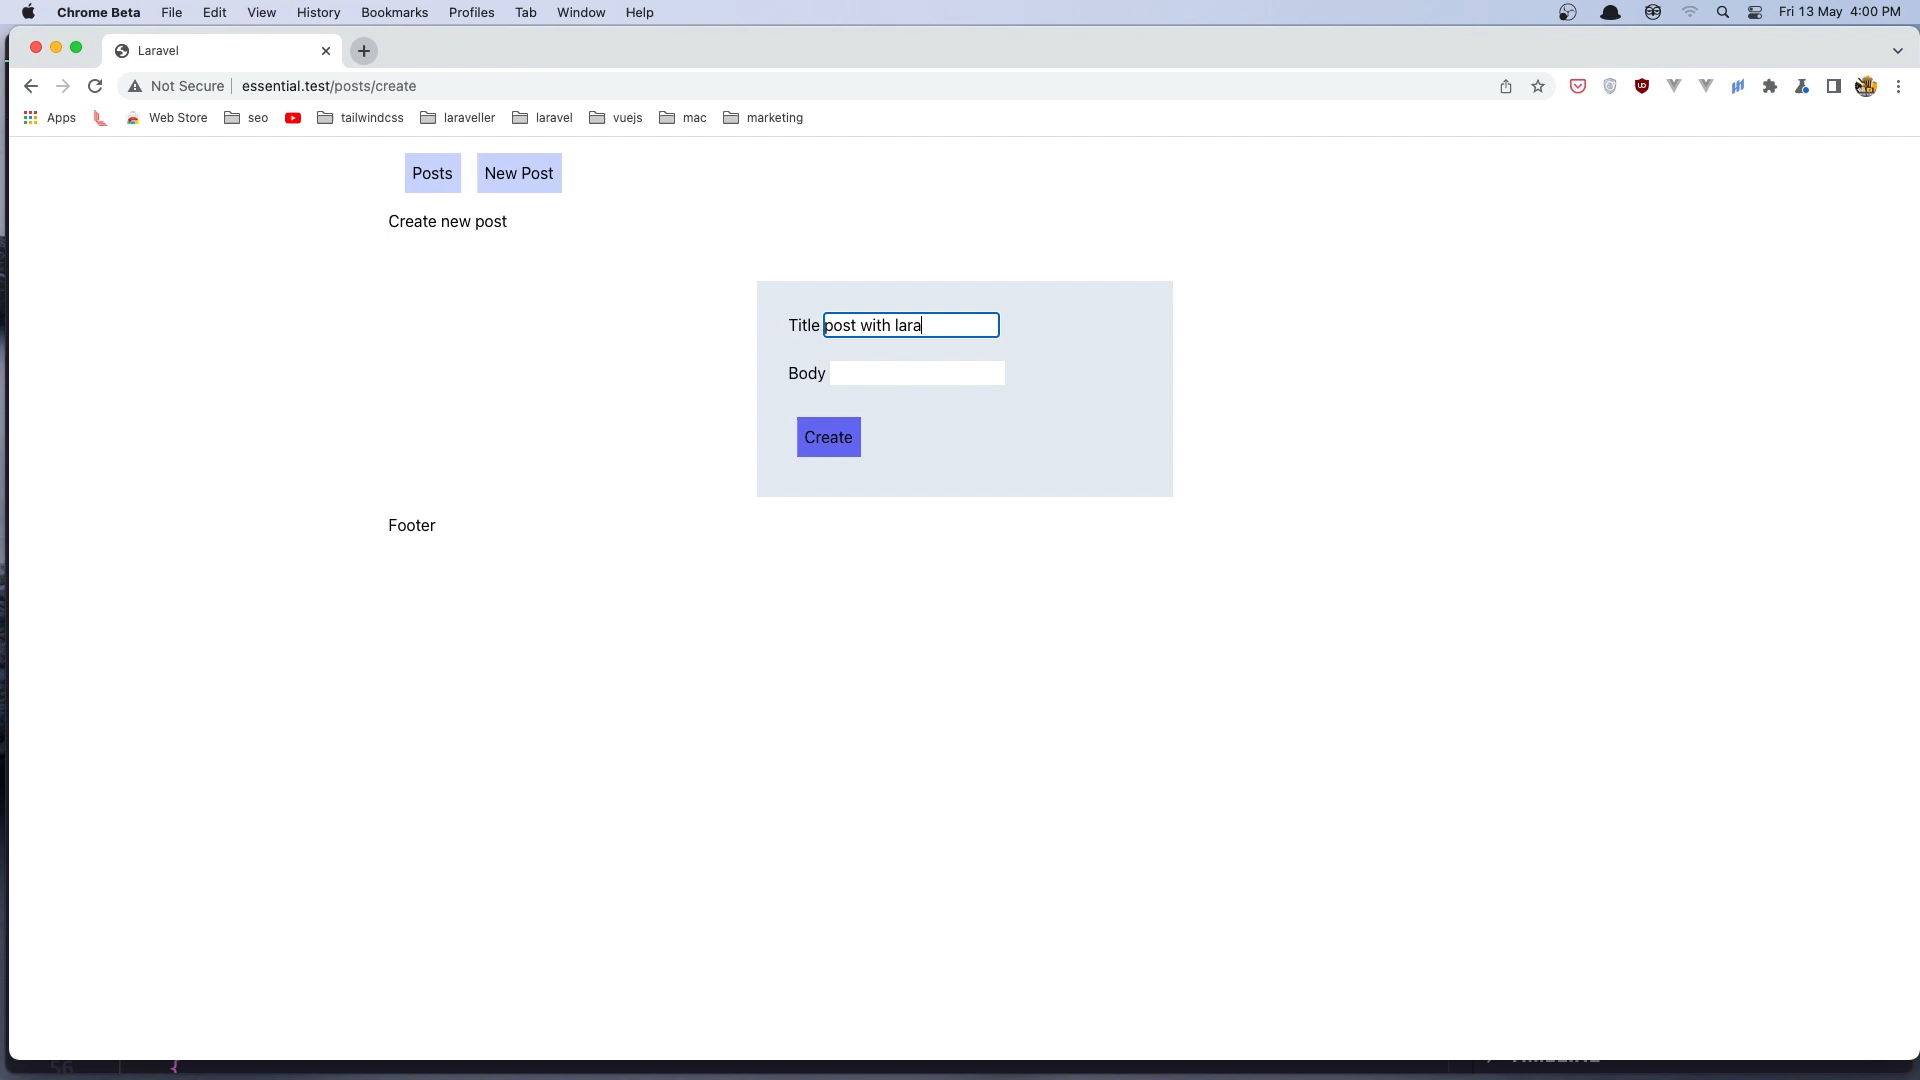 Chrome Beta File Edit View History Bookmarks Profiles Tab Window Help Fri 13 May 4:00 PM
Laravel
Not Secure essential.test/posts/create
Apps Web Store seo tailwindcss laraveller laravel vuejs mac marketing
Posts New Post
Create new post
Title post with lara
Body
Create
Footer
56 {